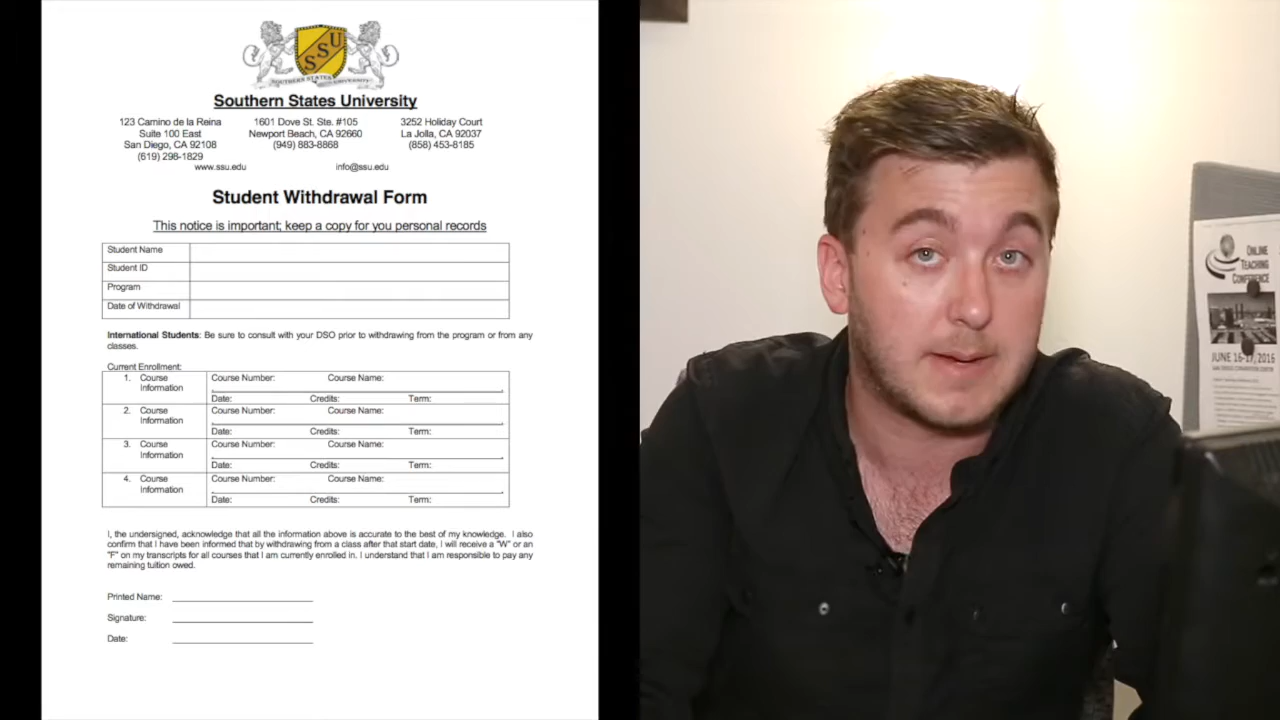 SSU
SOUTHERN STATES UNIVERSITY
Southern States University
123 Camino de la Reina
Suite 100 East
San Diego, CA 92108
(619) 298-1829
1601 Dove St. Ste. #105
Newport Beach, CA 92660
(949) 883-8868
3252 Holiday Court
La Jolla, CA 92037
(858) 453-8185
www.ssu.edu info@ssu.edu
Student Withdrawal Form
This notice is important; keep a copy for you personal records
Student Name
Student ID
Program
Date of Withdrawal
International Students: Be sure to consult with your DSO prior to withdrawing from the program or from any
classes.
Current Enrollment:
1. Course Information
Course Number: Course Name:
Date: Credits: Term:
2. Course Information
Course Number: Course Name:
Date: Credits: Term:
3. Course Information
Course Number: Course Name:
Date: Credits: Term:
4. Course Information
Course Number: Course Name:
Date: Credits: Term:
I, the undersigned, acknowledge that all the information above is accurate to the best of my knowledge. I also
confirm that I have been informed that by withdrawing from a class after that start date, I will receive a "W" or an
"F" on my transcripts for all courses that I am currently enrolled in. I understand that I am responsible to pay any
remaining tuition owed.
Printed Name:
Signature:
Date:
ONLINE
TEACHING
CONFERENCE
JUNE 16-17, 2016